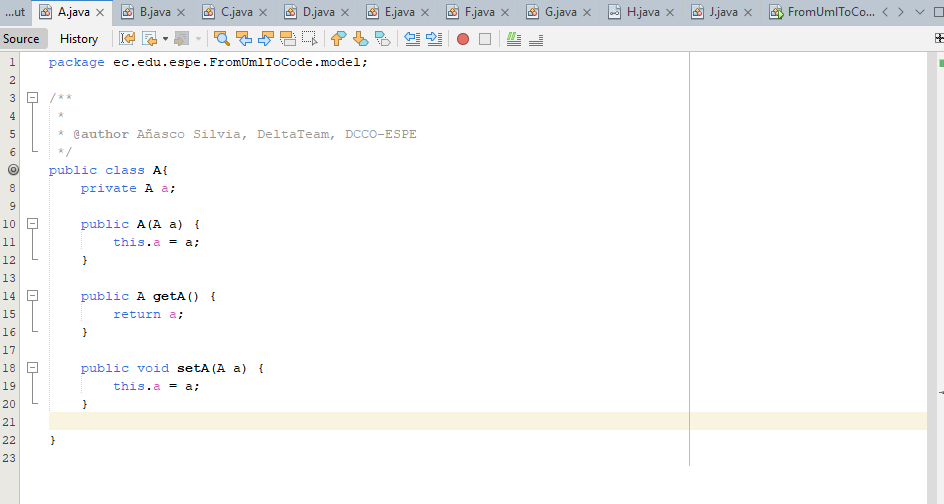 ...ut A.java B.java C.java D.java E.java F.java G.java H.java J.java FromUmlToCo...
Source History
1 package ec.edu.espe.FromUmlToCode.model;
2
3 /**
4 *
5 * @author Añasco Silvia, DeltaTeam, DCCO-ESPE
6 */
public class A{
8 private A a;
9
10 public A(A a) {
11 this.a = a;
12 }
13
14 public A getA() {
15 return a;
16 }
17
18 public void setA(A a) {
19 this.a = a;
20 }
21
22 }
23